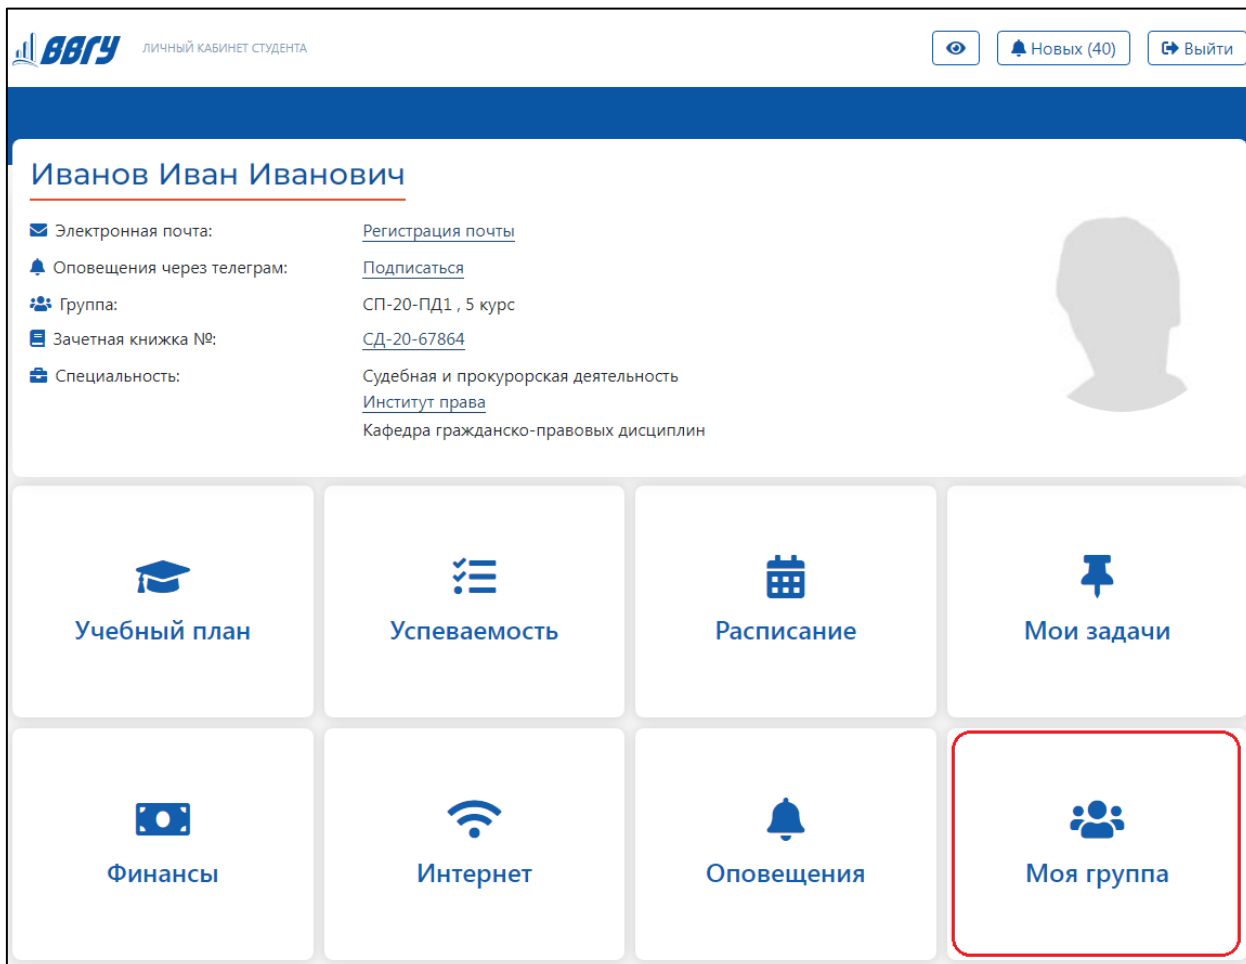 ВВГУ ЛИЧНЫЙ КАБИНЕТ СТУДЕНТА Новых (40) Выйти
Иванов Иван Иванович
Электронная почта: Регистрация почты
Оповещения через телеграм: Подписаться
Группа: СП-20-ПД1 , 5 курс
Зачетная книжка №: СД-20-67864
Специальность: Судебная и прокурорская деятельность
Институт права
Кафедра гражданско-правовых дисциплин
Учебный план Успеваемость Расписание Мои задачи
Финансы Интернет Оповещения Моя группа